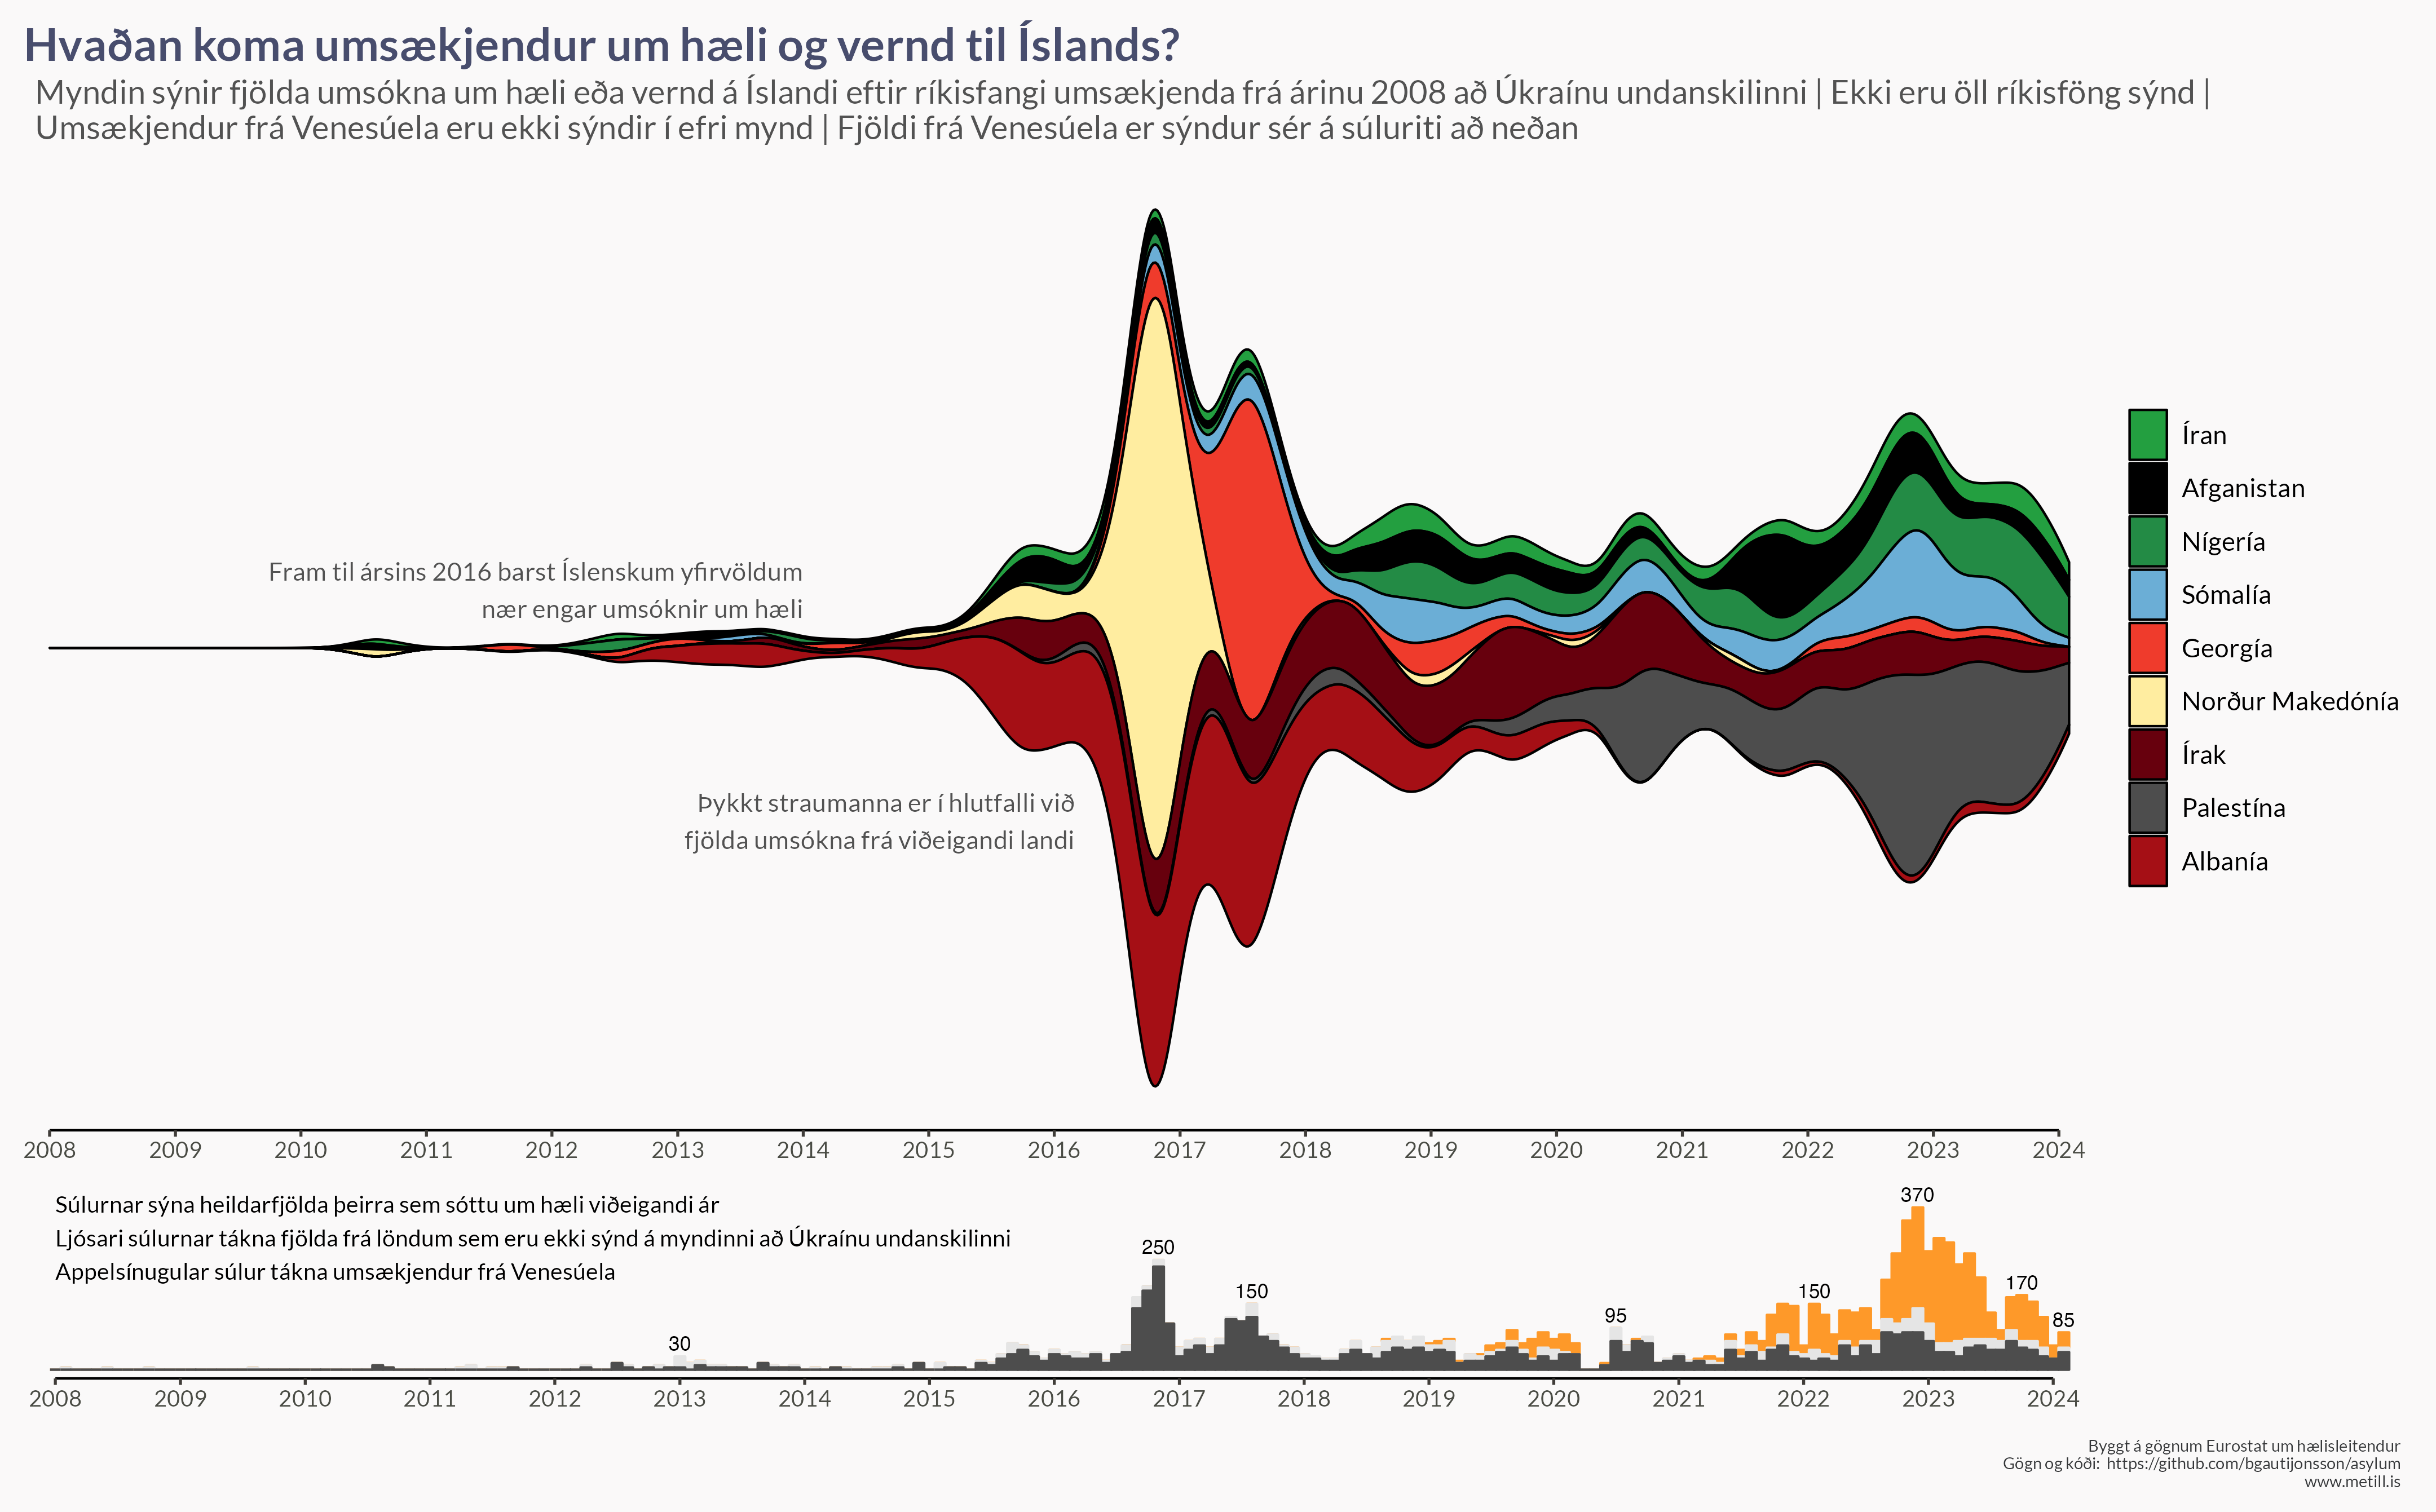 Hvaðan koma umsækjendur um hæli og vernd til Íslands?
Myndin sýnir fjölda umsókna um hæli eða vernd á Íslandi eftir ríkisfangi umsækjenda frá árinu 2008 að Úkraínu undanskilinni | Ekki eru öll ríkisföng sýnd |
Umsækjendur frá Venesúela eru ekki sýndir í efri mynd | Fjöldi frá Venesúela er sýndur sér á súluriti að neðan
Fram til ársins 2016 barst Íslenskum yfirvöldum
nær engar umsóknir um hæli
Þykkt straumanna er í hlutfalli við
fjölda umsókna frá viðeigandi landi
Íran
Afganistan
Nígería
Sómalía
Georgía
Norður Makedónía
Írak
Palestína
Albanía
2008 2009 2010 2011 2012 2013 2014 2015 2016 2017 2018 2019 2020 2021 2022 2023 2024
Súlurnar sýna heildarfjölda þeirra sem sóttu um hæli viðeigandi ár
Ljósari súlurnar tákna fjölda frá löndum sem eru ekki sýnd á myndinni að Úkraínu undanskilinni
Appelsínugular súlur tákna umsækjendur frá Venesúela
30 250 150 95 150 370 170 85
2008 2009 2010 2011 2012 2013 2014 2015 2016 2017 2018 2019 2020 2021 2022 2023 2024
Byggt á gögnum Eurostat um hælisleitendur
Gögn og kóði: https://github.com/bgautijonsson/asylum
www.metill.is